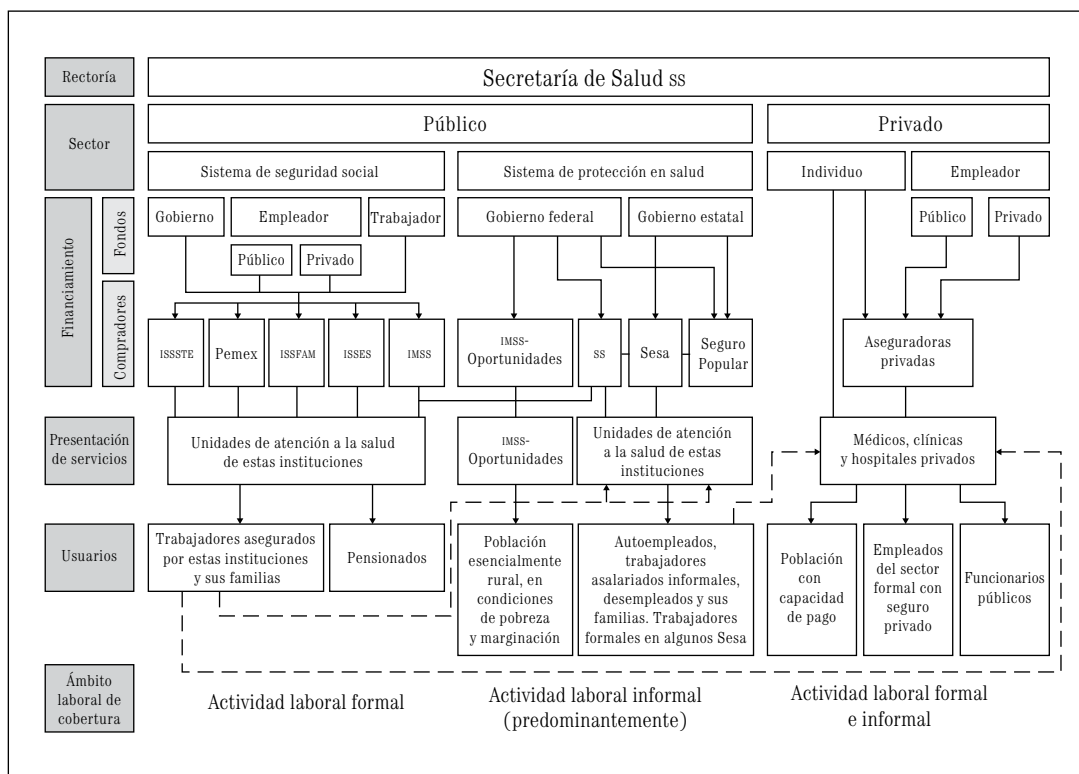 Rectoría
Secretaría de Salud SS
Sector
Público
Privado
Sistema de seguridad social
Sistema de protección en salud
Individuo
Empleador
Financiamiento
Fondos
Gobierno
Empleador
Trabajador
Gobierno federal
Gobierno estatal
Público
Privado
Público
Privado
Compradores
ISSSTE
Pemex
ISSFAM
ISSES
IMSS
IMSS-
Oportunidades
SS
Sesa
Seguro
Popular
Aseguradoras
privadas
Presentación
de servicios
Unidades de atención a la salud
de estas instituciones
IMSS-
Oportunidades
Unidades de atención
a la salud de estas
instituciones
Médicos, clínicas
y hospitales privados
Usuarios
Trabajadores asegurados
por estas instituciones
y sus familias
Pensionados
Población
esencialmente
rural, en
condiciones
de pobreza
y marginación
Autoempleados,
trabajadores
asalariados informales,
desempleados y sus
familias. Trabajadores
formales en algunos Sesa
Población
con
capacidad
de pago
Empleados
del sector
formal con
seguro
privado
Funcionarios
públicos
Ámbito
laboral de
cobertura
Actividad laboral formal
Actividad laboral informal
(predominantemente)
Actividad laboral formal
e informal